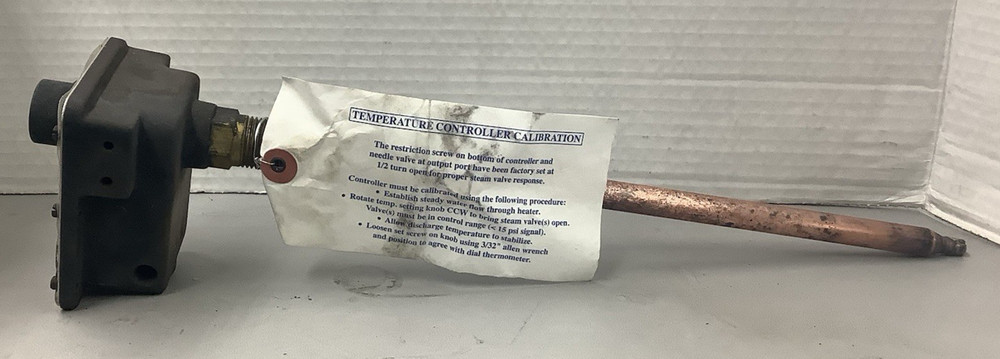 TEMPERATURE CONTROLLER CALIBRATION
The restriction screw on bottom of controller and
needle valve at output port have been factory set at
1/2 turn open for proper steam valve response.
Controller must be calibrated using the following procedure:
• Establish steady water flow through heater.
• Rotate temp. setting knob CCW to bring steam valve(s) open.
Valve(s) must be in control range (< 15 psi signal).
• Allow discharge temperature to stabilize.
• Loosen set screw on knob using 3/32" allen wrench
and position to agree with dial thermometer.